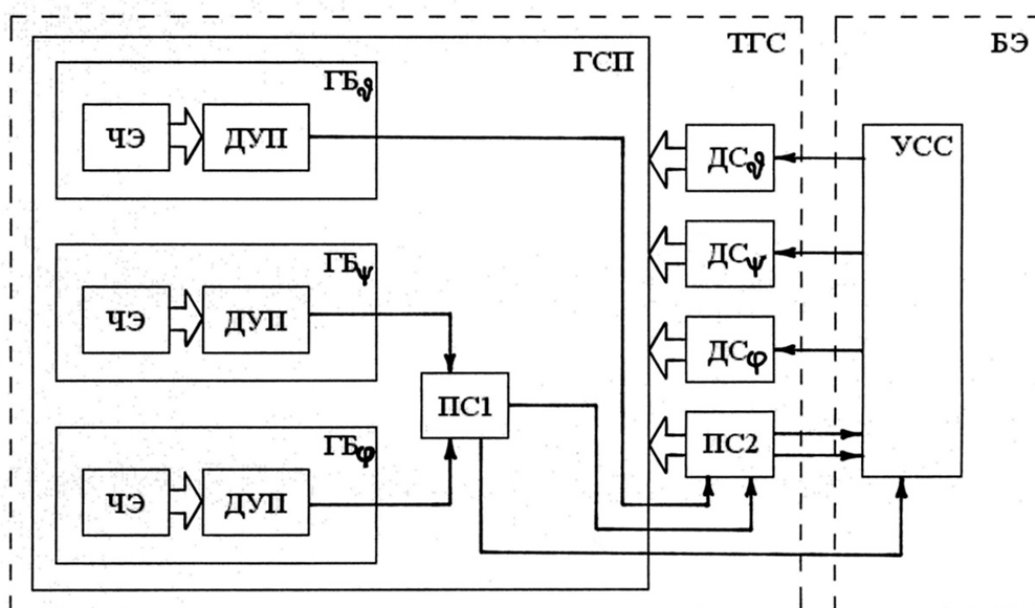 ТГС
БЭ
ГСП
ГБ𝜗
ЧЭ
ДУП
ДС𝜗
УСС
ГБψ
ДСψ
ЧЭ
ДУП
ДСφ
ПС1
ПС2
ГБφ
ЧЭ
ДУП